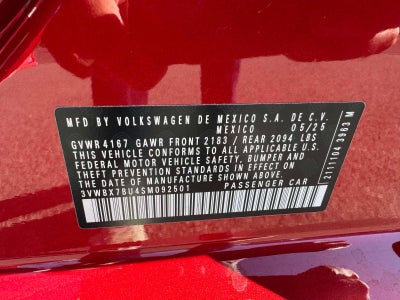 MFD BY VOLKSWAGEN DE MEXICO S.A. DE C.V.
MEXICO 05/25
GVWR 4167 GAWR FRONT 2183 / REAR 2094 LBS
THIS VEHICLE CONFORMS TO ALL APPLICABLE U.S.
FEDERAL MOTOR VEHICLE SAFETY, BUMPER AND
THEFT PREVENTION STANDARDS IN EFFECT ON
THE DATE OF MANUFACTURE SHOWN ABOVE.
3VWBX7BU4SM092501 PASSENGER CAR
2111104 3963 M